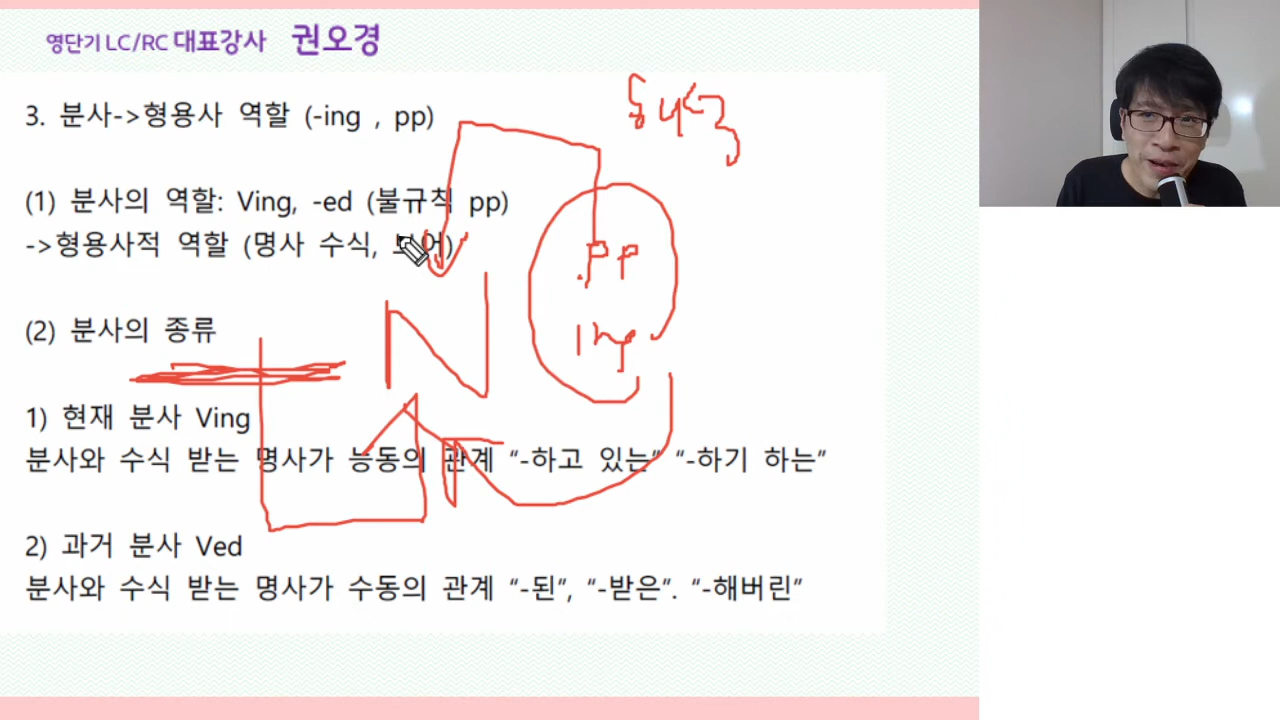 영단기 LC/RC 대표강사 권오경
3. 분사->형용사 역할 (-ing , pp)
(1) 분사의 역할: Ving, -ed (불규칙 pp)
->형용사적 역할 (명사 수식, 보어)
pp
N
ing
(2) 분사의 종류
1) 현재 분사 Ving
분사와 수식 받는 명사가 능동의 관계 “-하고 있는” “-하기 하는”
2) 과거 분사 Ved
분사와 수식 받는 명사가 수동의 관계 “-된”, “-받은”. “-해버린”